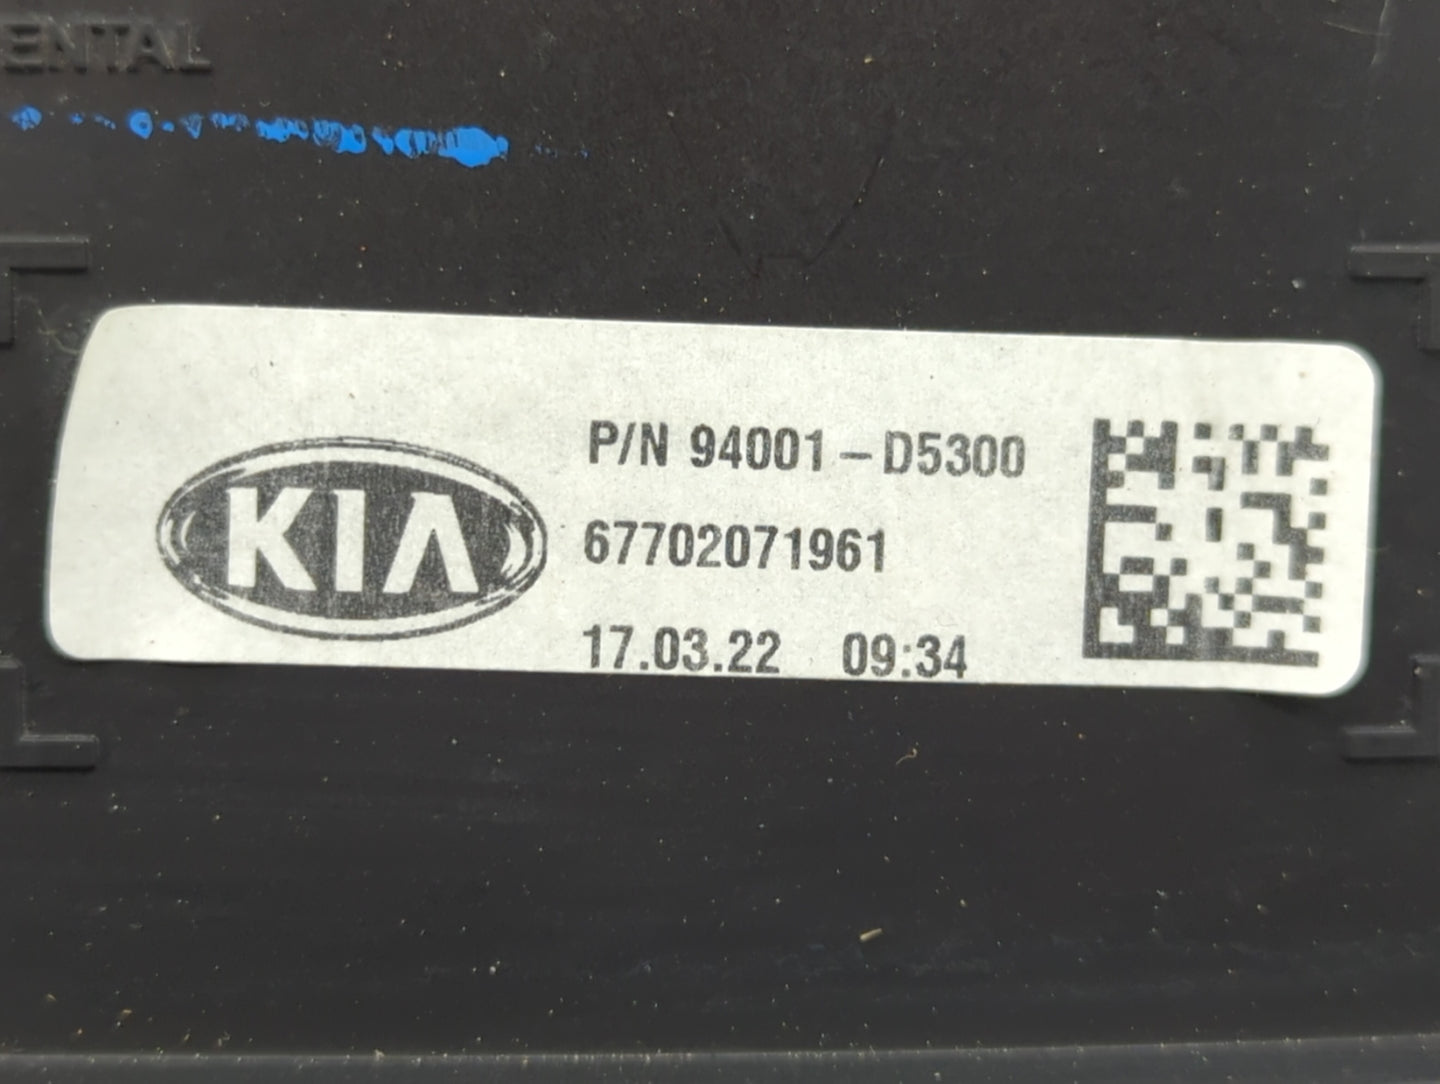 ENTAL
KIA
P/N 94001-D5300
67702071961
17.03.22 09:34